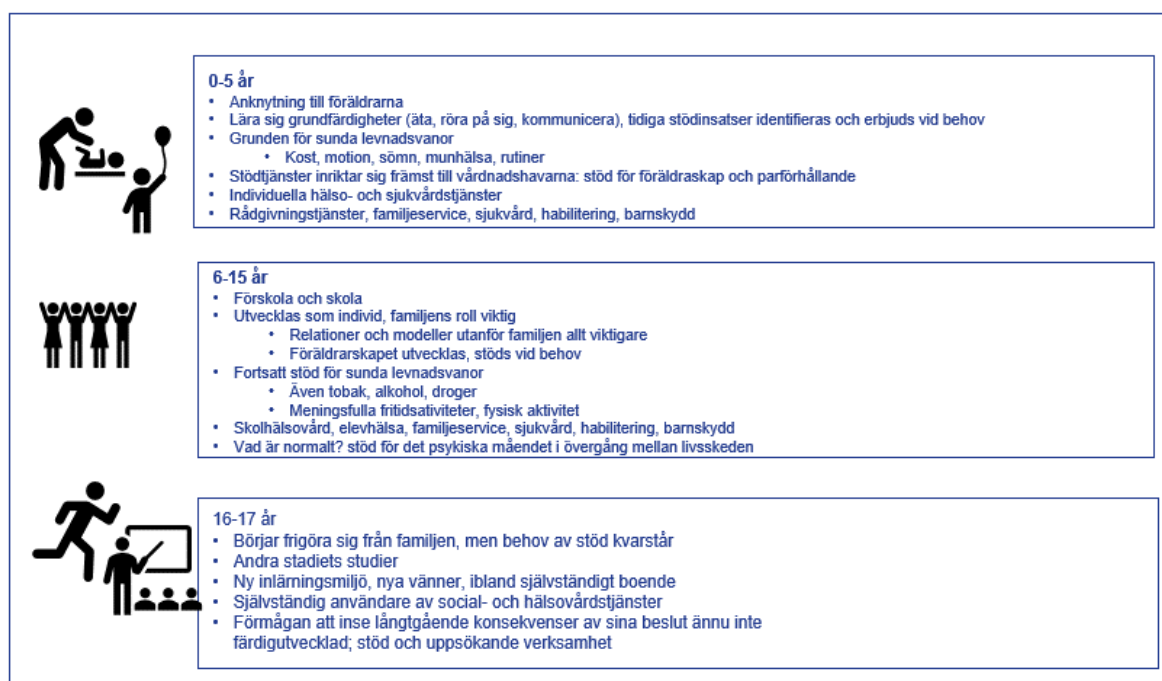 0-5 år
• Anknytning till föräldrarna
• Lära sig grundfärdigheter (äta, röra på sig, kommunicera), tidiga stödinsatser identifieras och erbjuds vid behov
• Grunden för sunda levnadsvanor
• Kost, motion, sömn, munhälsa, rutiner
• Stödtjänster inriktar sig främst till vårdnadshavarna: stöd för föräldraskap och parförhållande
• Individuella hälso- och sjukvårdstjänster
• Rådgivningstjänster, familjeservice, sjukvård, habilitering, barnskydd
6-15 år
• Förskola och skola
• Utvecklas som individ, familjens roll viktig
• Relationer och modeller utanför familjen allt viktigare
• Föräldrarskapet utvecklas, stöds vid behov
• Fortsatt stöd för sunda levnadsvanor
• Även tobak, alkohol, droger
• Meningsfulla fritidsativiteter, fysisk aktivitet
• Skolhälsovård, elevhälsa, familjeservice, sjukvård, habilitering, barnskydd
• Vad är normalt? stöd för det psykiska måendet i övergång mellan livsskeden
16-17 år
• Börjar frigöra sig från familjen, men behov av stöd kvarstår
• Andra stadiets studier
• Ny inlärningsmiljö, nya vänner, ibland självständigt boende
• Självständig användare av social- och hälsovårdstjänster
• Förmågan att inse långtgående konsekvenser av sina beslut ännu inte
färdigutvecklad; stöd och uppsökande verksamhet